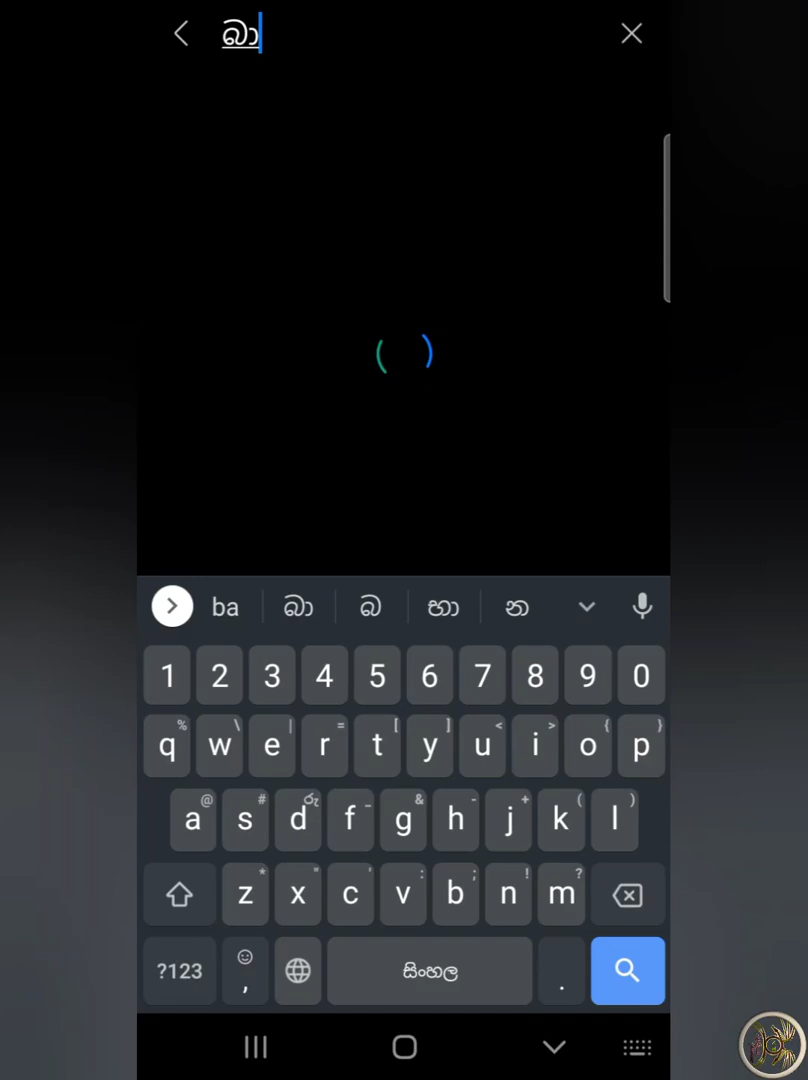 බා
ba බා බ භා න
1 2 3 4 5 6 7 8 9 0
% \ | = [ ] < > { }
q w e r t y u i o p
@ # රු - & - + ( )
a s d f g h j k l
* " ' : ; ! ?
z x c v b n m
?123 , සිංහල .